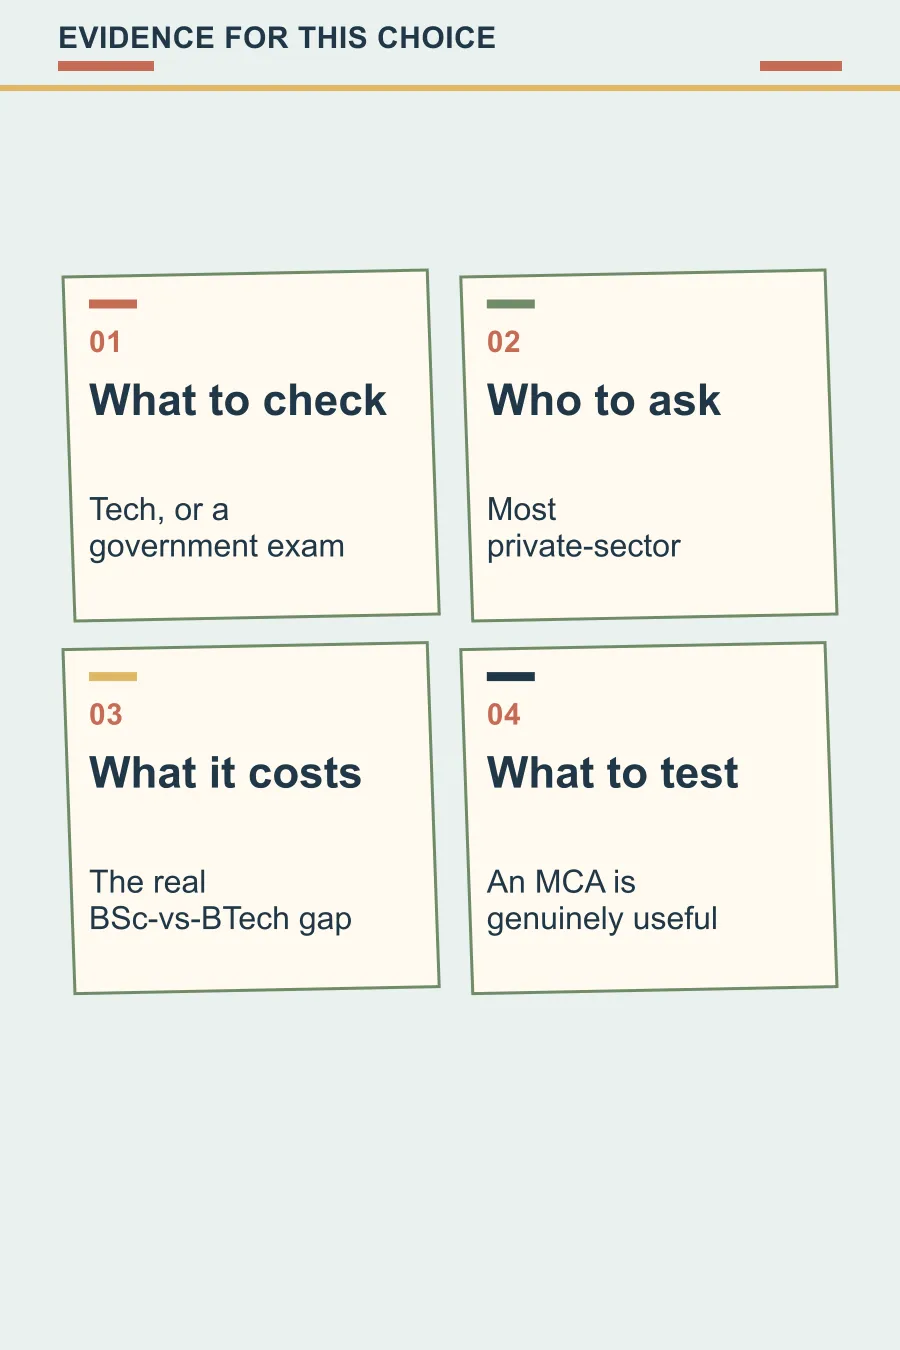 EVIDENCE FOR THIS CHOICE
01
What to check
Tech, or a
government exam
02
Who to ask
Most
private-sector
03
What it costs
The real
BSc-vs-BTech gap
04
What to test
An MCA is
genuinely useful